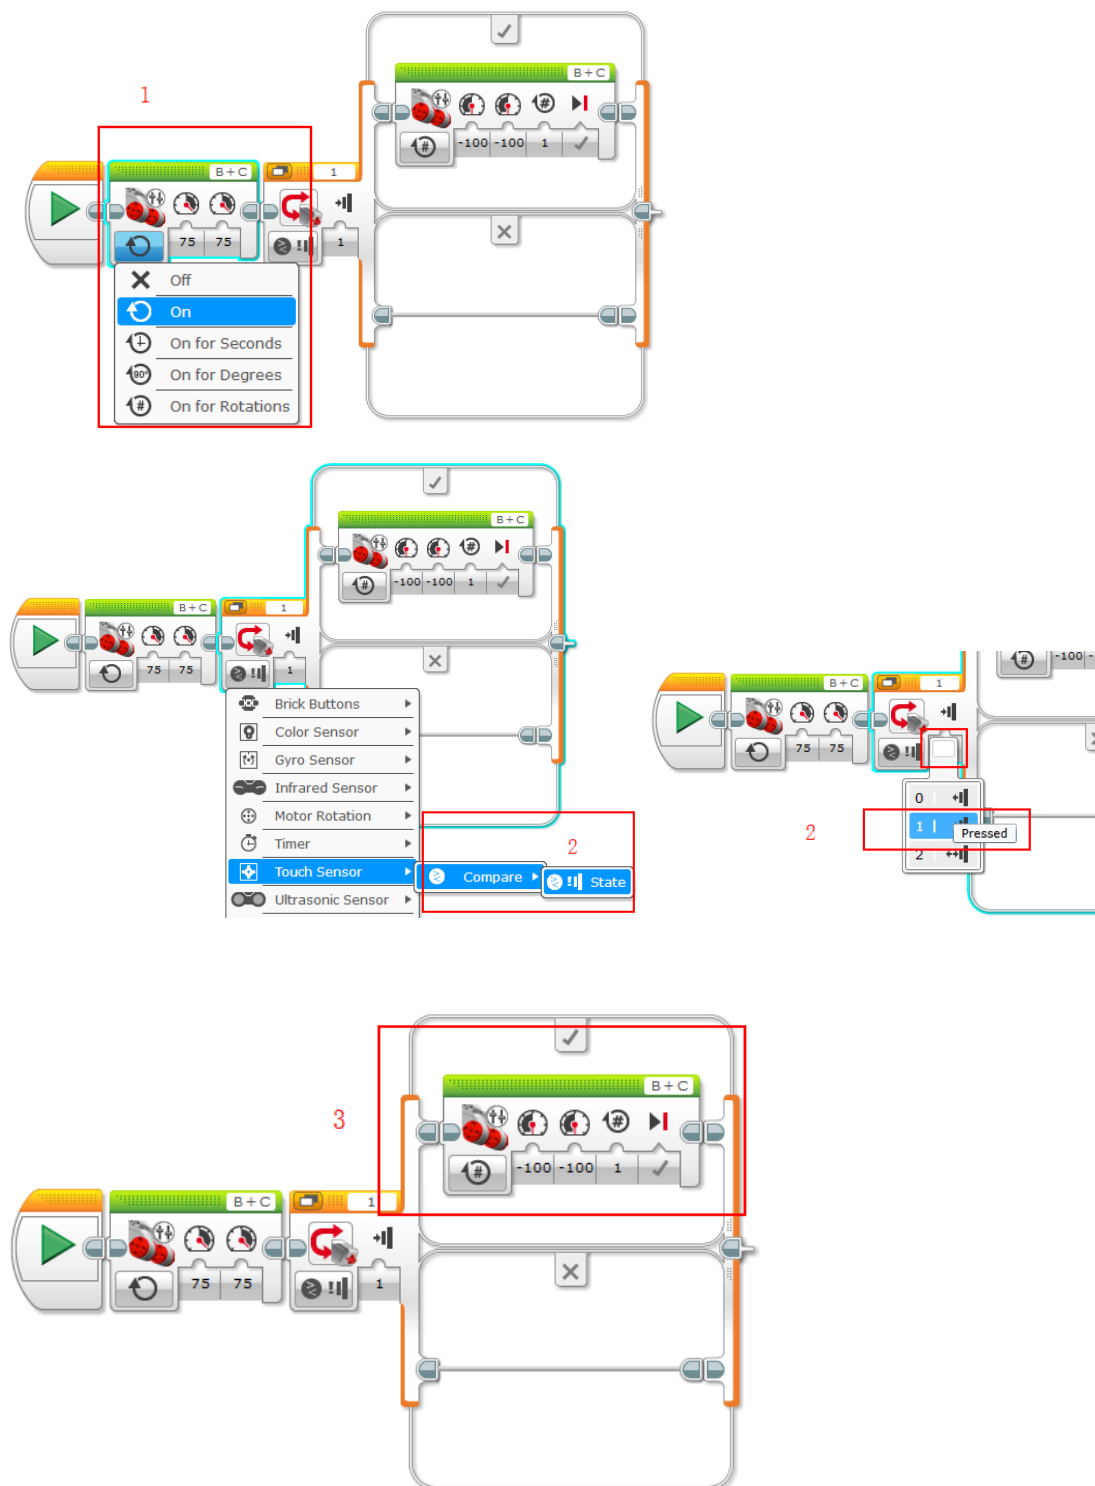 1
B+C
-100 -100 1
B+C
1
75 75
1
Off
On
On for Seconds
On for Degrees
On for Rotations
B+C
-100 -100 1
B+C
1
75 75
1
Brick Buttons
Color Sensor
Gyro Sensor
Infrared Sensor
Motor Rotation
Timer
Touch Sensor
Ultrasonic Sensor
2
Compare
State
-100
B+C
1
75 75
0
1
Pressed
2
2
3
B+C
-100 -100 1
B+C
1
75 75
1